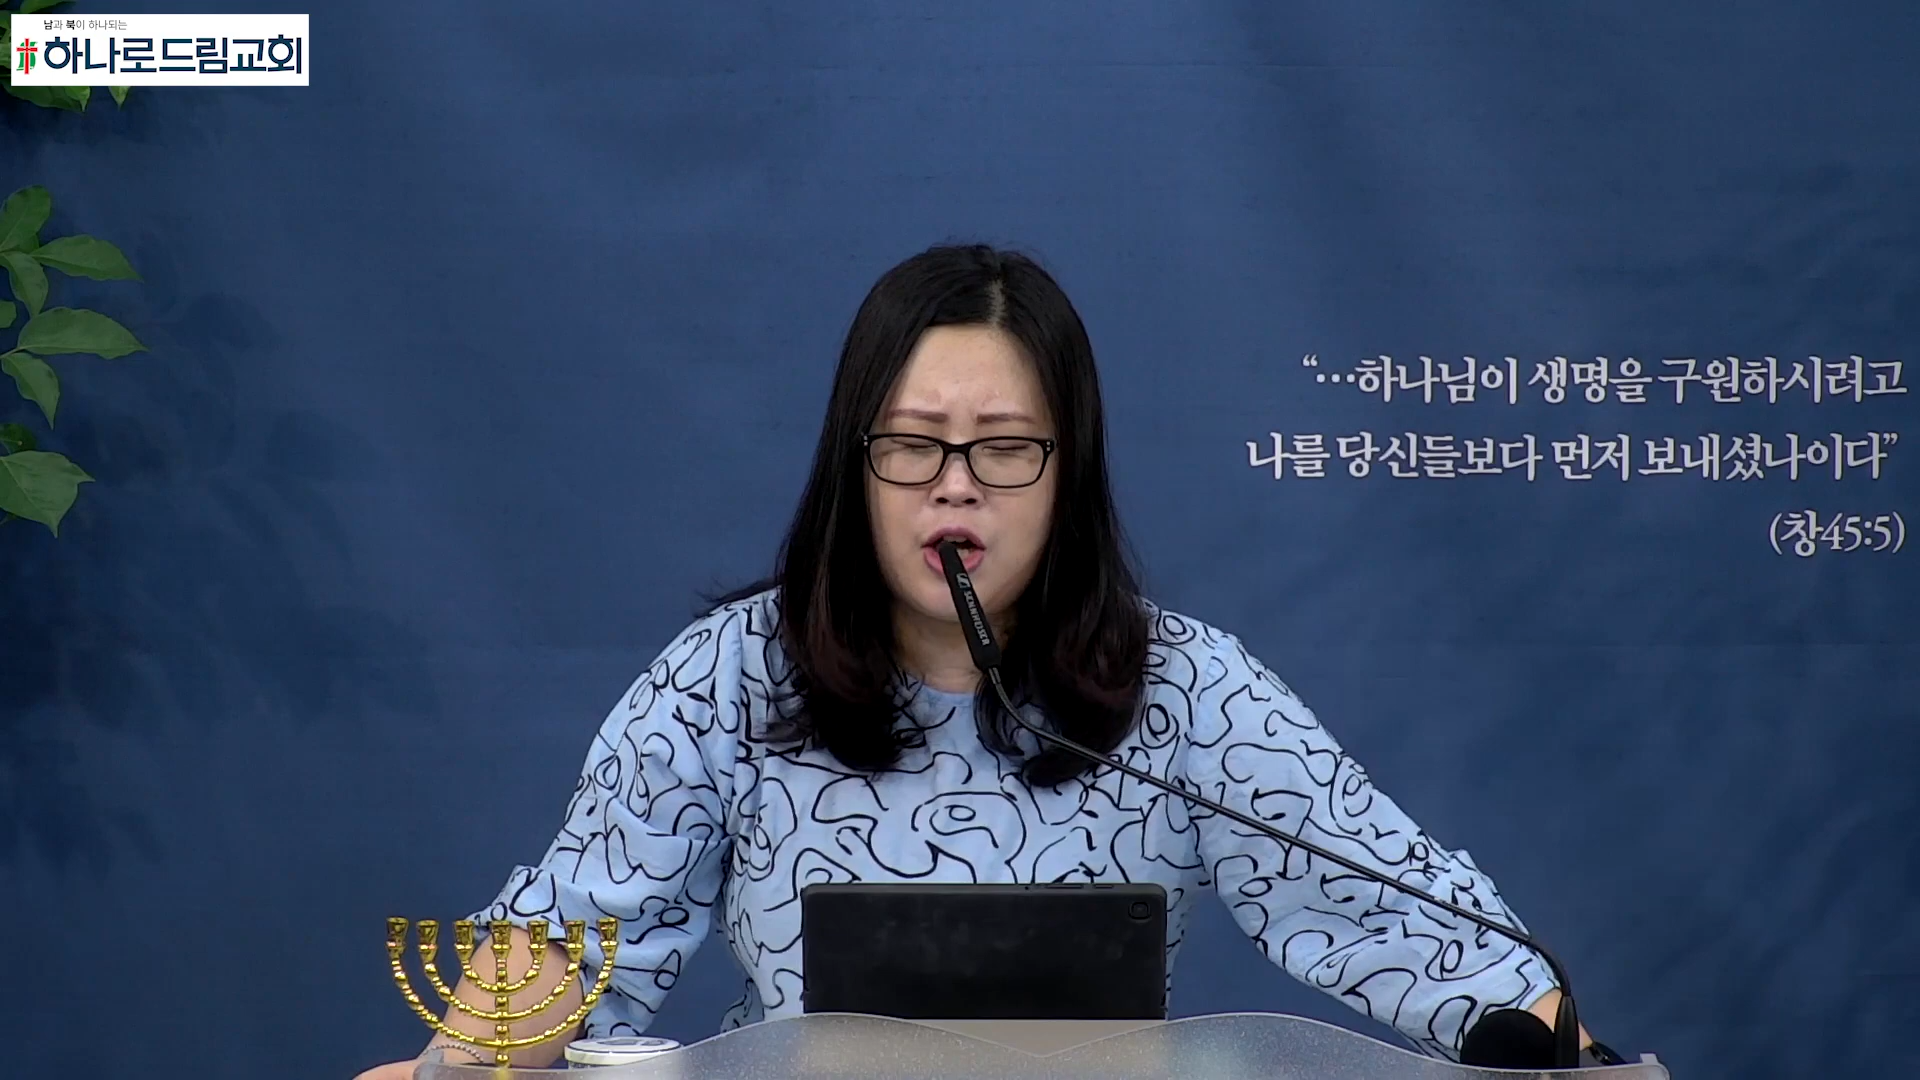 남과 북이 하나되는
하나로드림교회
“…하나님이 생명을 구원하시려고
나를 당신들보다 먼저 보내셨나이다”
(창45:5)
SENNHEISER